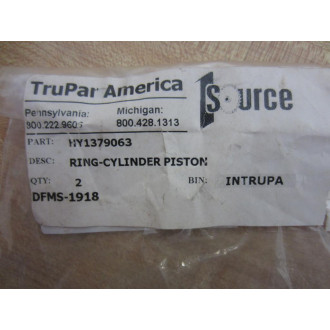 TruPar America
Source
Pennsylvania: Michigan:
800.222.960 800.428.1313
PART: HY1379063
DESC: RING-CYLINDER PISTON
QTY: 2 BIN: INTRUPA
DFMS-1918